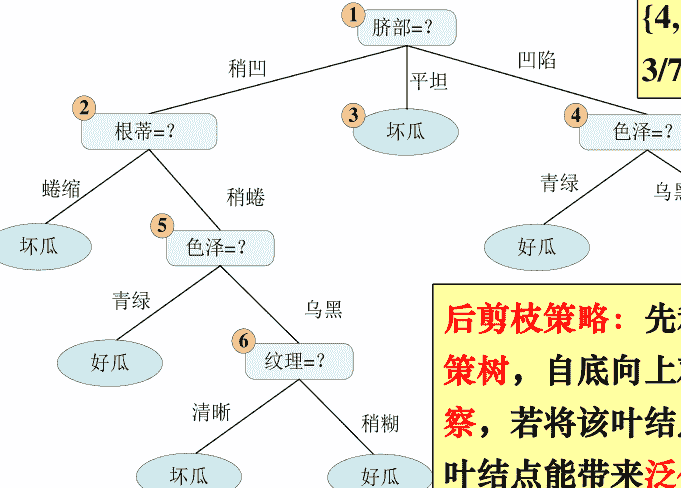 1
脐部=?
{4,
3/7
稍凹
平坦
凹陷
2
根蒂=?
3
坏瓜
4
色泽=?
蜷缩
稍蜷
青绿
乌黑
坏瓜
5
色泽=?
好瓜
青绿
乌黑
后剪枝策略：先
策树，自底向上
察，若将该叶结
叶结点能带来泛
好瓜
6
纹理=?
清晰
稍糊
坏瓜
好瓜